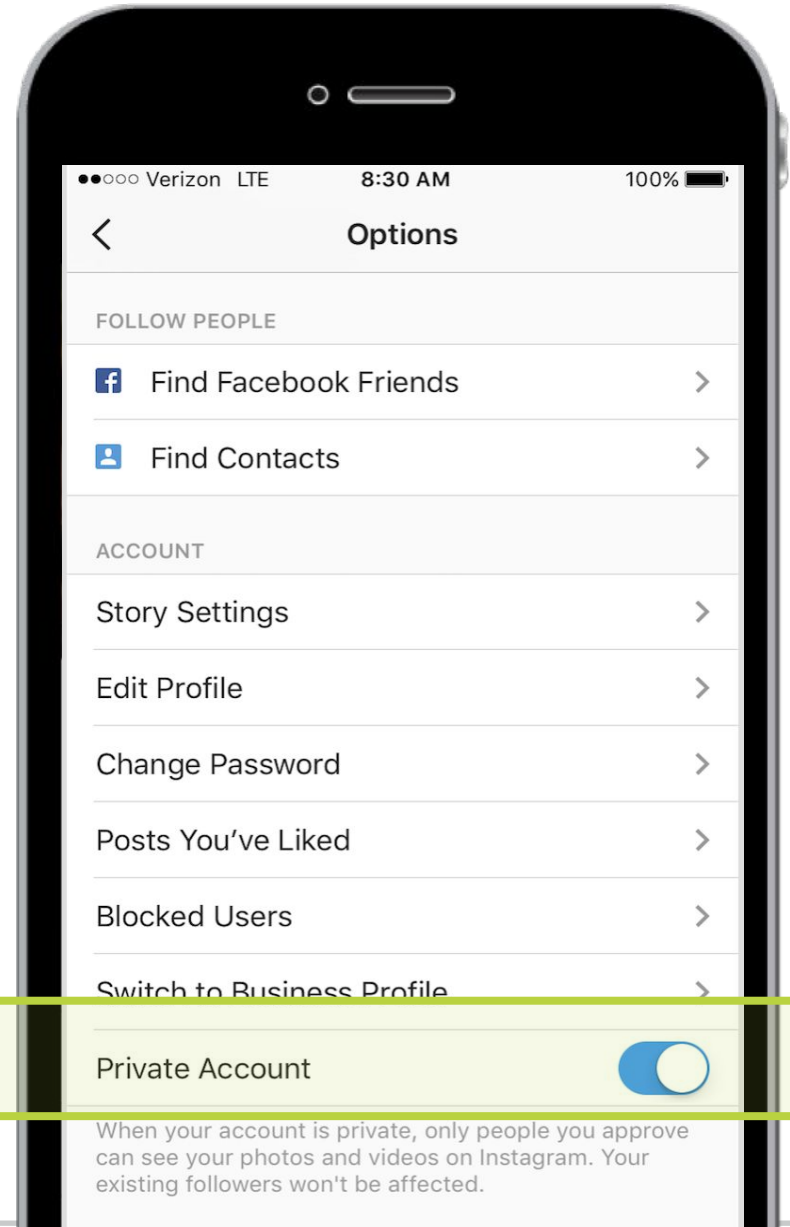 Verizon LTE 8:30 AM 100%
Options
FOLLOW PEOPLE
Find Facebook Friends
Find Contacts
ACCOUNT
Story Settings
Edit Profile
Change Password
Posts You’ve Liked
Blocked Users
Switch to Business Profile
Private Account
When your account is private, only people you approve
can see your photos and videos on Instagram. Your
existing followers won't be affected.